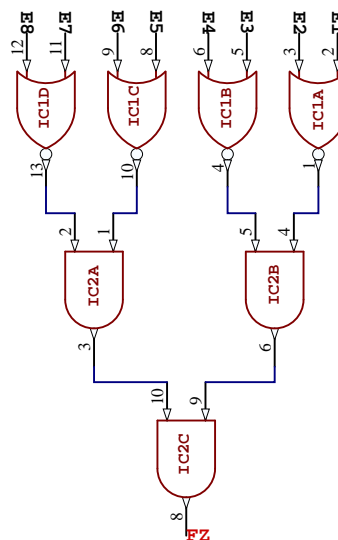 E8 E7 E6 E5 E4 E3 E2 E1
12 11 9 8 6 5 3 2
IC1D IC1C IC1B IC1A
13 10 4 1
2 1 5 4
IC2A IC2B
3 6
10 9
IC2C
8
FZ